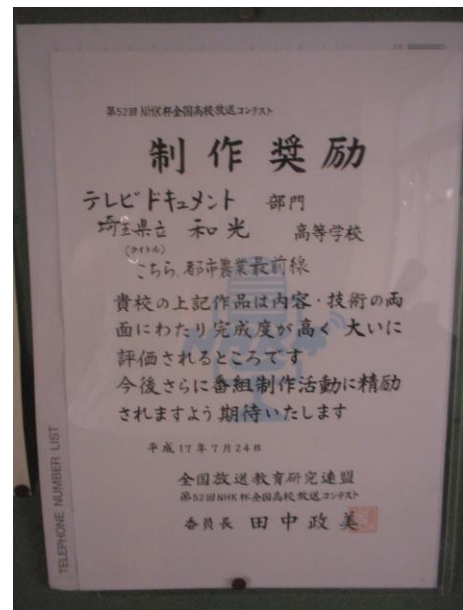 第52回NHK杯全国高校放送コンテスト
制作奨励
テレビドキュメント 部門
埼玉県立 和光 高等学校
(タイトル)
こちら、都市農業最前線
貴校の上記作品は内容・技術の両
面にわたり完成度が高く 大いに
評価されるところです
今後さらに番組制作活動に精励
されますよう期待いたします
平成17年7月24日
全国放送教育研究連盟
第52回NHK杯全国高校放送コンテスト
委員長 田中政美
TELEPHONE NUMBER LIST